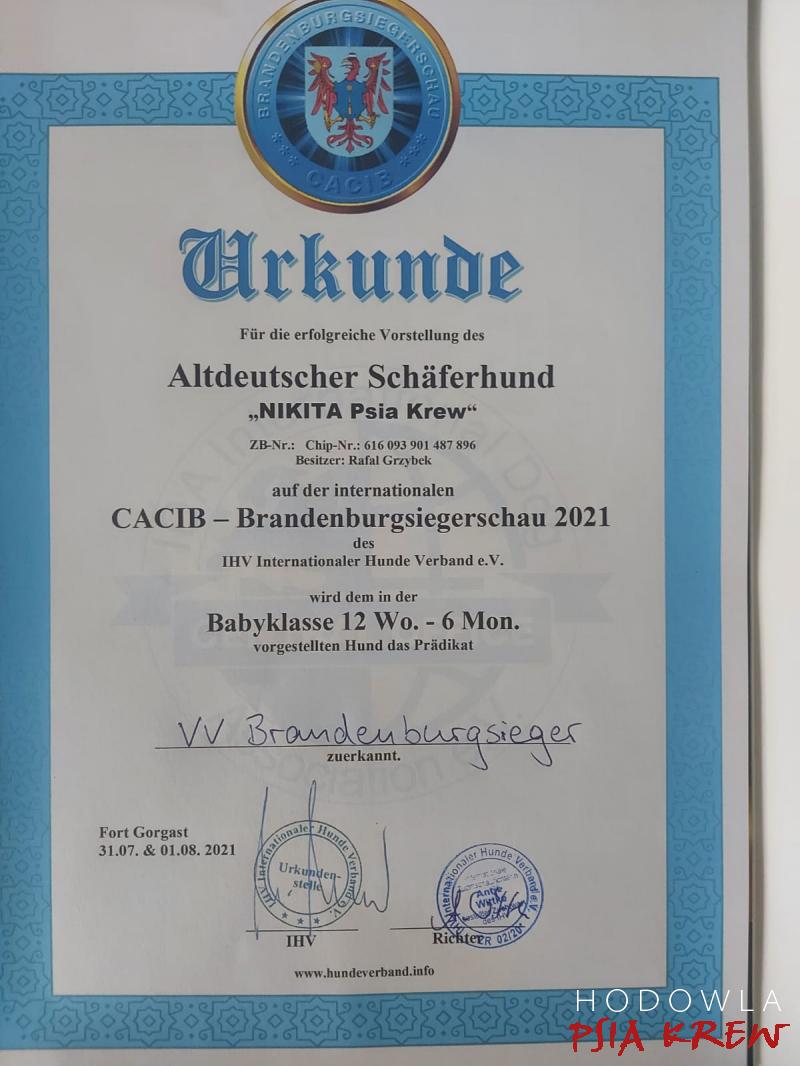 BRANDENBURGSIEGERSCHAU
CACIB
Urkunde
Für die erfolgreiche Vorstellung des
Altdeutscher Schäferhund
„NIKITA Psia Krew“
ZB-Nr.: Chip-Nr.: 616 093 901 487 896
Besitzer: Rafal Grzybek
auf der internationalen
CACIB – Brandenburgsiegerschau 2021
des
IHV Internationaler Hunde Verband e.V.
wird dem in der
Babyklasse 12 Wo. - 6 Mon.
vorgestellten Hund das Prädikat
VV Brandenburgsieger
zuerkannt.
Fort Gorgast
31.07. & 01.08. 2021
IHV Internationaler Hunde Verband e.V.
Urkunden-
stelle
IHV
Internationaler Hunde Verband e.V.
Antje
des IHV
Richter
www.hundeverband.info
HODOWLA
PSIA KREW